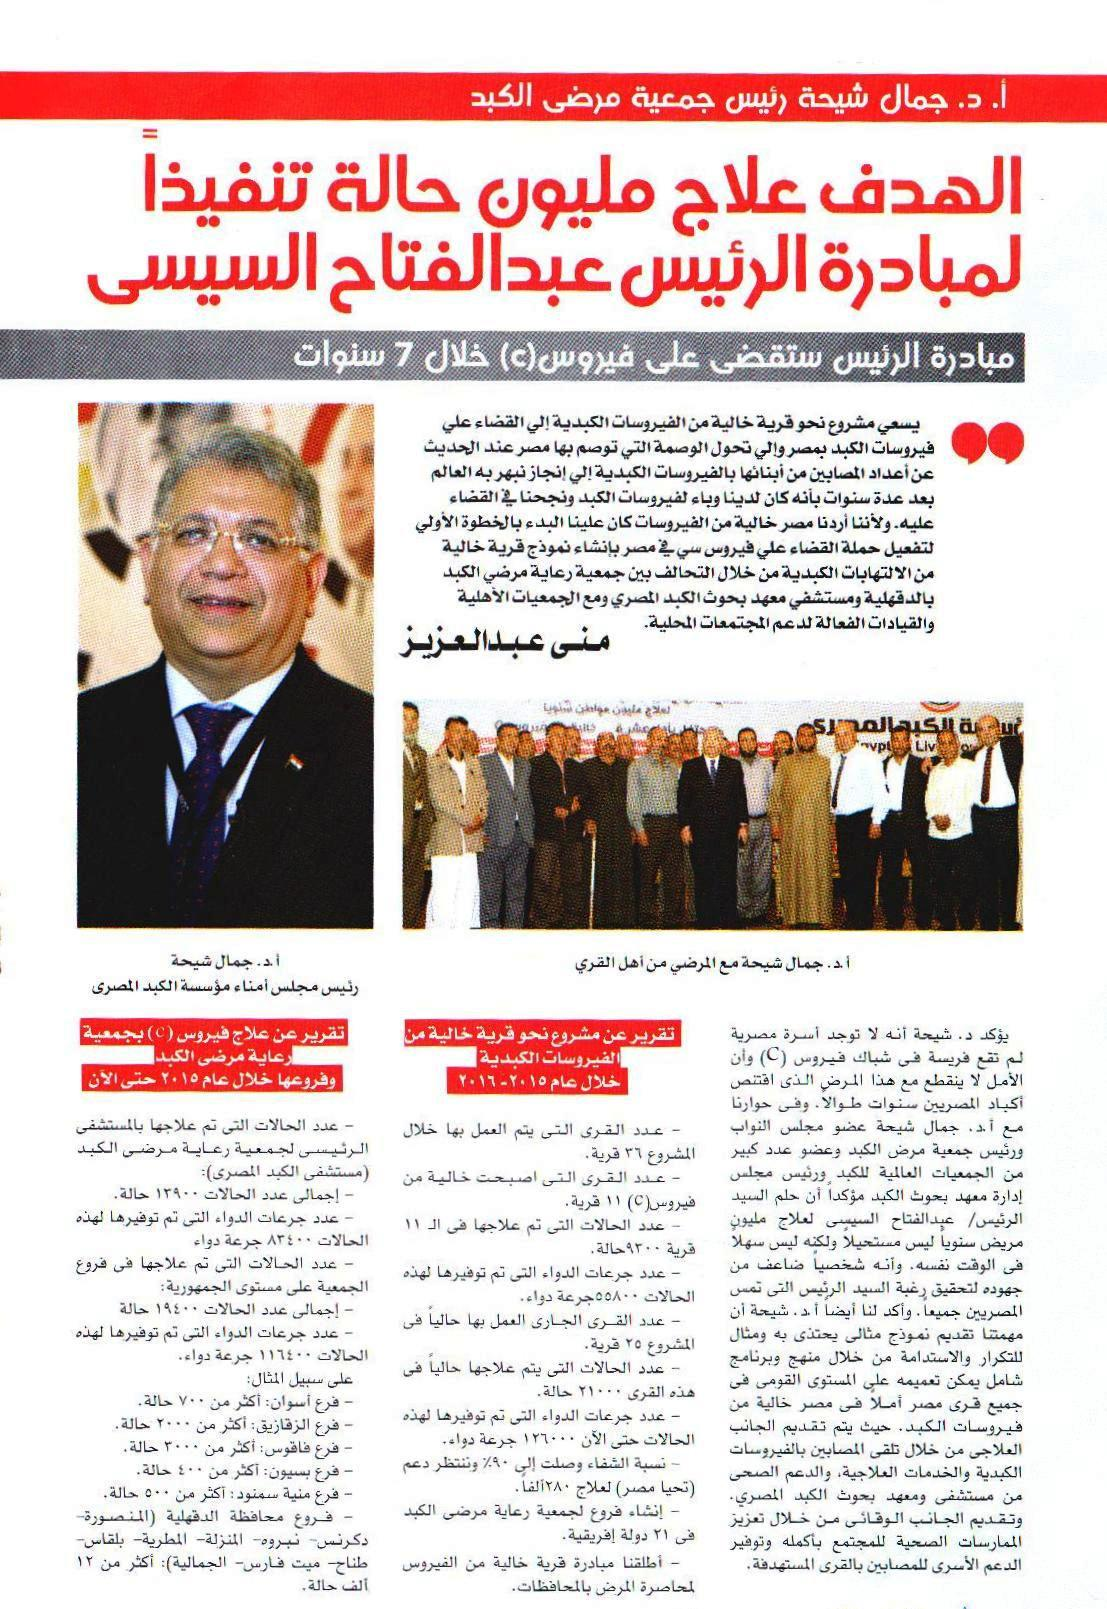 أ. د. جمال شيحة رئيس جمعية مرضى الكبد
الهدف علاج مليون حالة تنفيذاً
لمبادرة الرئيس عبدالفتاح السيسى
مبادرة الرئيس ستقضى على فيروس(c) خلال 7 سنوات
يسعي مشروع نحو قرية خالية من الفيروسات الكبدية إلي القضاء علي
فيروسات الكبد بمصر والي تحول الوصمة التي توصم بها مصر عند الحديث
عن أعداد المصابين من أبنائها بالفيروسات الكبدية إلي إنجاز نبهر به العالم
بعد عدة سنوات بأنه كان لدينا وباء لفيروسات الكبد ونجحنا في القضاء
عليه. ولأننا أردنا مصر خالية من الفيروسات كان علينا البدء بالخطوة الأولي
لتفعيل حملة القضاء علي فيروس سي في مصر بإنشاء نموذج قرية خالية
من الالتهابات الكبدية من خلال التحالف بين جمعية رعاية مرضي الكبد
بالدقهلية ومستشفي معهد بحوث الكبد المصري ومع الجمعيات الأهلية
والقيادات الفعالة لدعم المجتمعات المحلية.
منى عبدالعزيز
لعلاج مليون مواطن سنويا
أ.د. جمال شيحة
رئيس مجلس أمناء مؤسسة الكبد المصرى
أ.د. جمال شيحة مع المرضي من أهل القري
يؤكد د. شيحة أنه لا توجد أسرة مصرية
لم تقع فريسة فى شباك فيروس (C) وأن
الأمل لا ينقطع مع هذا المرض الذى اقتنص
أكباد المصريين سنوات طوالاً. وفى حوارنا
مع أ.د. جمال شيحة عضو مجلس النواب
ورئيس جمعية مرض الكبد وعضو عدد كبير
من الجمعيات العالمية للكبد ورئيس مجلس
إدارة معهد بحوث الكبد مؤكداً أن حلم السيد
الرئيس/ عبدالفتاح السيسى لعلاج مليون
مريض سنوياً ليس مستحيلاً ولكنه ليس سهلاً
فى الوقت نفسه. وأنه شخصياً ضاعف من
جهوده لتحقيق رغبة السيد الرئيس التى تمس
المصريين جميعاً. وأكد لنا أيضاً أ.د. شيحة أن
مهمتنا تقديم نموذج مثالى يحتذى به ومثال
للتكرار والاستدامة من خلال منهج وبرنامج
شامل يمكن تعميمه على المستوى القومى فى
جميع قرى مصر أملاً فى مصر خالية من
فيروسات الكبد. حيث يتم تقديم الجانب
العلاجى من خلال تلقى المصابين بالفيروسات
الكبدية والخدمات العلاجية، والدعم الصحى
من مستشفى ومعهد بحوث الكبد المصري.
وتقديم الجانب الوقائى من خلال تعزيز
الممارسات الصحية للمجتمع بأكمله وتوفير
الدعم الأسرى للمصابين بالقرى المستهدفة.
تقرير عن مشروع نحو قرية خالية من
الفيروسات الكبدية
خلال عام ٢٠١٥-٢٠١٦
- عدد القرى التى يتم العمل بها خلال
المشروع ٣٦ قرية.
- عدد القرى التى اصبحت خالية من
فيروس(C) ١١ قرية.
- عدد الحالات التى تم علاجها فى الـ ١١
قرية ٩٣٠٠حالة.
- عدد جرعات الدواء التى تم توفيرها لهذه
الحالات ٥٥٨٠٠جرعة دواء.
- عدد القرى الجارى العمل بها حالياً فى
المشروع ٢٥ قرية.
- عدد الحالات التى يتم علاجها حالياً فى
هذه القرى ٢١٠٠٠ حالة.
- عدد جرعات الدواء التى تم توفيرها لهذه
الحالات حتى الآن ١٢٦٠٠٠ جرعة دواء.
- نسبة الشفاء وصلت إلى ٩٠٪ وننتظر دعم
(تحيا مصر) لعلاج ٢٨٠ألفاً.
- إنشاء فروع لجمعية رعاية مرضى الكبد
فى ٢١ دولة إفريقية.
- أطلقنا مبادرة قرية خالية من الفيروس
لمحاصرة المرض بالمحافظات.
تقرير عن علاج فيروس (C) بجمعية
رعاية مرضى الكبد
وفروعها خلال عام ٢٠١٥ حتى الآن
- عدد الحالات التى تم علاجها بالمستشفى
الرئيسى لجمعية رعاية مرضى الكبد
(مستشفى الكبد المصرى):
- إجمالى عدد الحالات ١٣٩٠٠ حالة.
- عدد جرعات الدواء التى تم توفيرها لهذه
الحالات ٨٣٤٠٠ جرعة دواء
- عدد الحالات التى تم علاجها فى فروع
الجمعية على مستوى الجمهورية:
- إجمالى عدد الحالات ١٩٤٠٠ حالة
- عدد جرعات الدواء التى تم توفيرها لهذه
الحالات ١١٦٤٠٠ جرعة دواء.
على سبيل المثال:
- فرع أسوان: أكثر من ٧٠٠ حالة.
- فرع الزقازيق: أكثر من ٢٠٠٠ حالة.
- فرع فاقوس: أكثر من ٣٠٠٠ حالة.
- فرع بسيون: أكثر من ٤٠٠ حالة.
- فرع منية سمنود: أكثر من ٥٠٠ حالة.
- فروع محافظة الدقهلية (المنصورة-
دكرنس- نبروه- المنزلة- المطرية- بلقاس-
طناح- ميت فارس- الجمالية): أكثر من ١٢
ألف حالة.